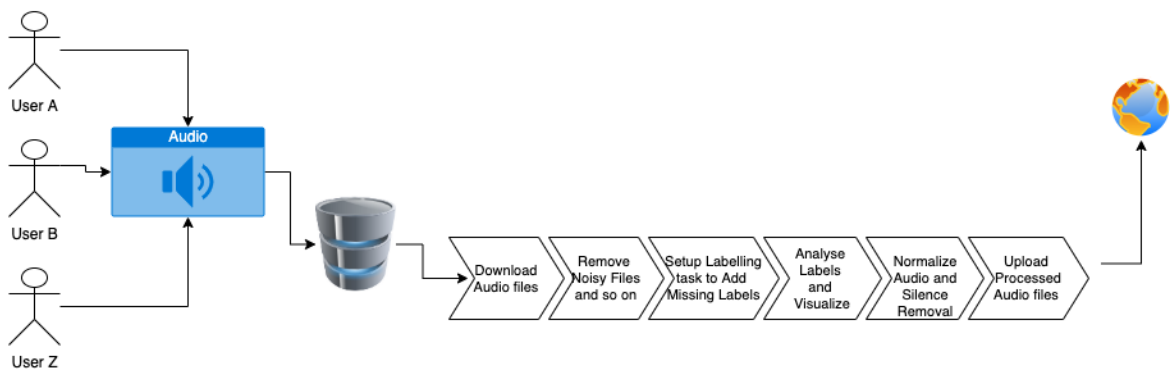 User A
Audio
User B
User Z
Download
Audio files
Remove
Noisy Files
and so on
Setup Labelling
task to Add
Missing Labels
Analyse
Labels
and
Visualize
Normalize
Audio and
Silence
Removal
Upload
Processed
Audio files